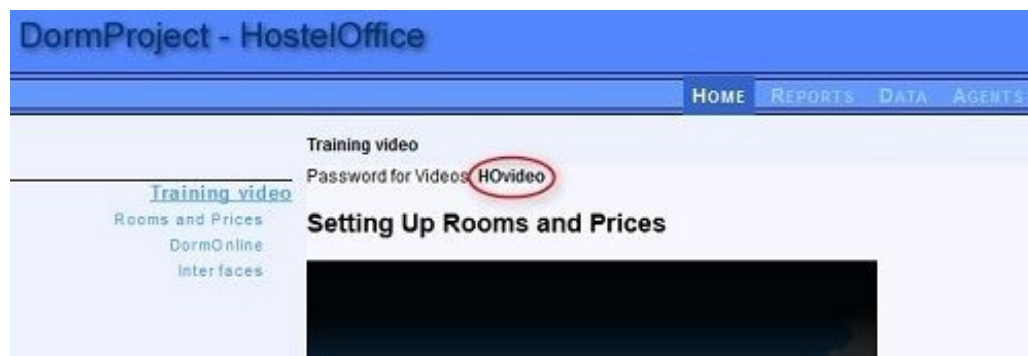 DormProject - HostelOffice
HOME REPORTS DATA AGENTS
Training video
Password for Videos HOvideo
Training video
Rooms and Prices
DormOnline
Interfaces
Setting Up Rooms and Prices